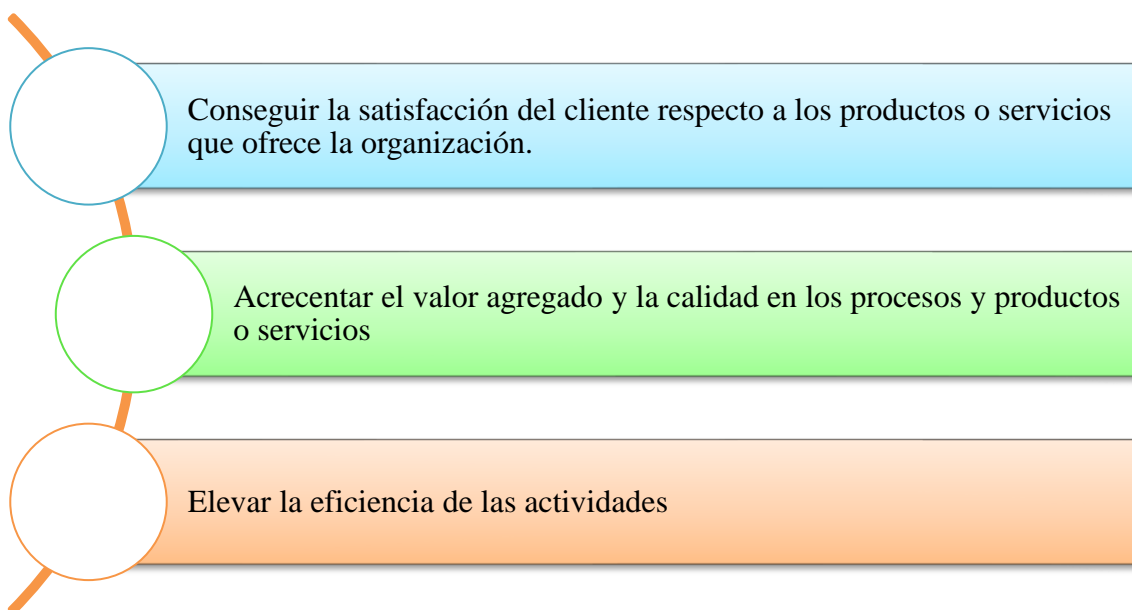 Conseguir la satisfacción del cliente respecto a los productos o servicios
que ofrece la organización.
Acrecentar el valor agregado y la calidad en los procesos y productos
o servicios
Elevar la eficiencia de las actividades